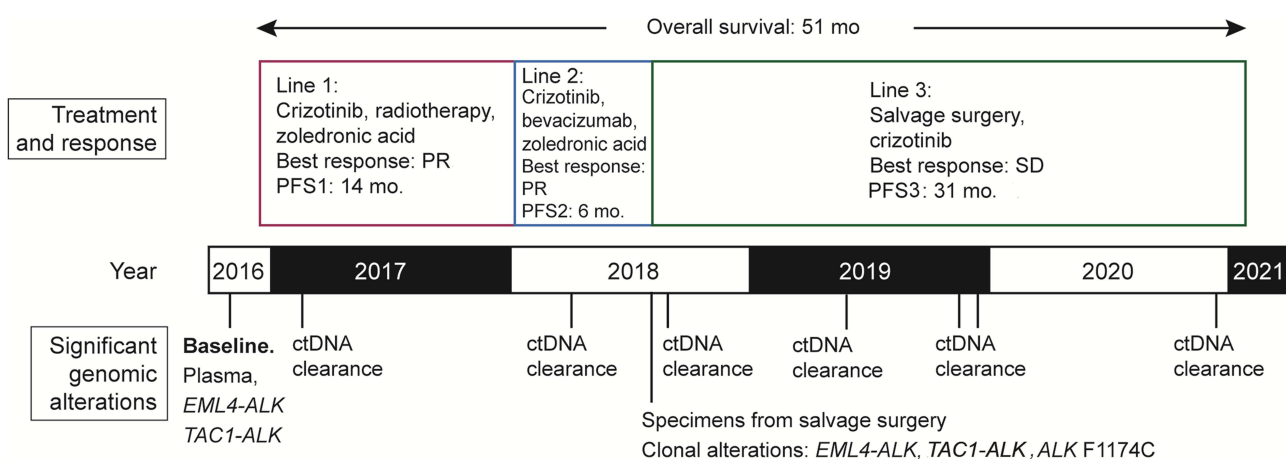 Overall survival: 51 mo
Treatment
and response
Line 1:
Crizotinib, radiotherapy,
zoledronic acid
Best response: PR
PFS1: 14 mo.
Line 2:
Crizotinib,
bevacizumab,
zoledronic acid
Best response:
PR
PFS2: 6 mo.
Line 3:
Salvage surgery,
crizotinib
Best response: SD
PFS3: 31 mo.
Year
2016
2017
2018
2019
2020
2021
Significant
genomic
alterations
Baseline.
Plasma,
EML4-ALK
TAC1-ALK
ctDNA
clearance
ctDNA
clearance
ctDNA
clearance
ctDNA
clearance
ctDNA
clearance
ctDNA
clearance
Specimens from salvage surgery
Clonal alterations: EML4-ALK, TAC1-ALK, ALK F1174C